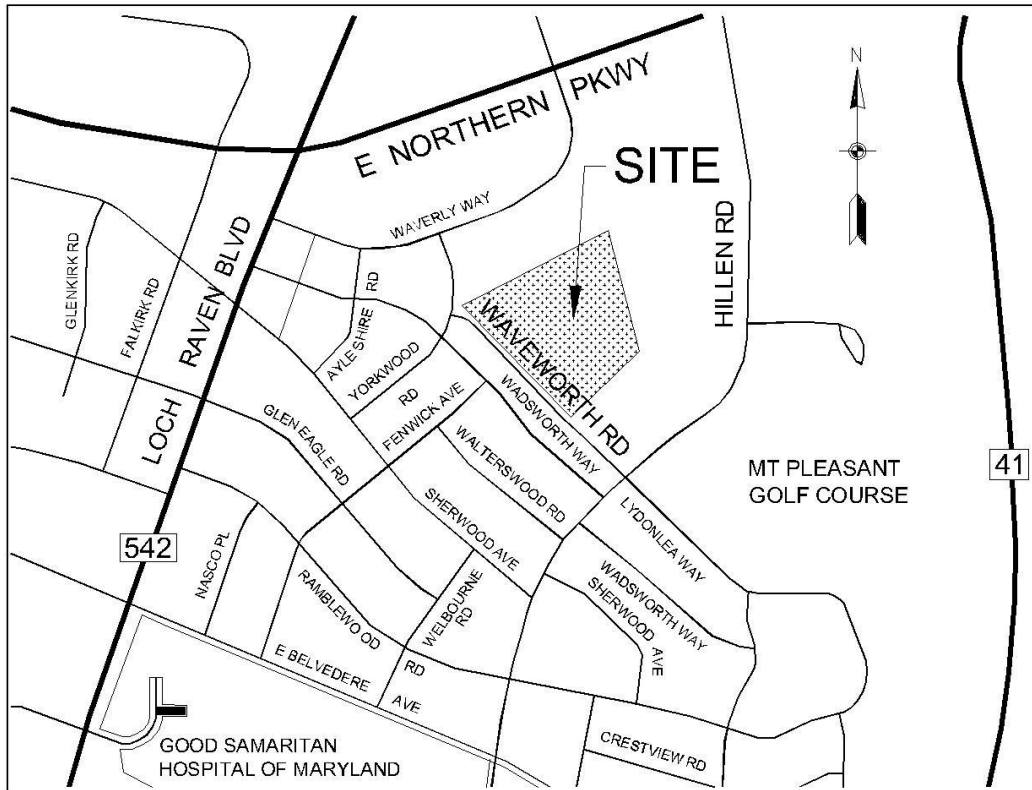 N
E NORTHERN PKWY
SITE
WAVERLY WAY
HILLEN RD
GLENKIRK RD
FALKIRK RD
LOCH RAVEN BLVD
AYLESHIRE RD
YORKWOOD RD
WAVEWORTH RD
FENWICK AVE
WADSWORTH WAY
GLEN EAGLE RD
WALTERSWOOD RD
MT PLEASANT
GOLF COURSE
41
SHERWOOD AVE
LYDONLEA WAY
542
NASCO PL
RAMBLEWO OD RD
WELBOURNE
RD
WADSWORTH WAY
SHERWOOD AVE
E BELVEDERE AVE
CRESTVIEW RD
GOOD SAMARITAN
HOSPITAL OF MARYLAND